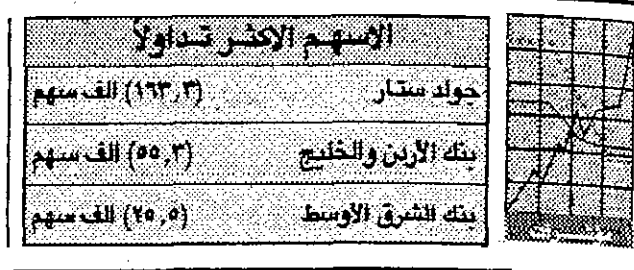 الاسهم الاكثر تداولاً
جولد ستار (١٦٣,٣) الف سهم
بنك الأردن والخليج (٥٥,٣) الف سهم
بنك الشرق الأوسط (٢٥,٥) الف سهم